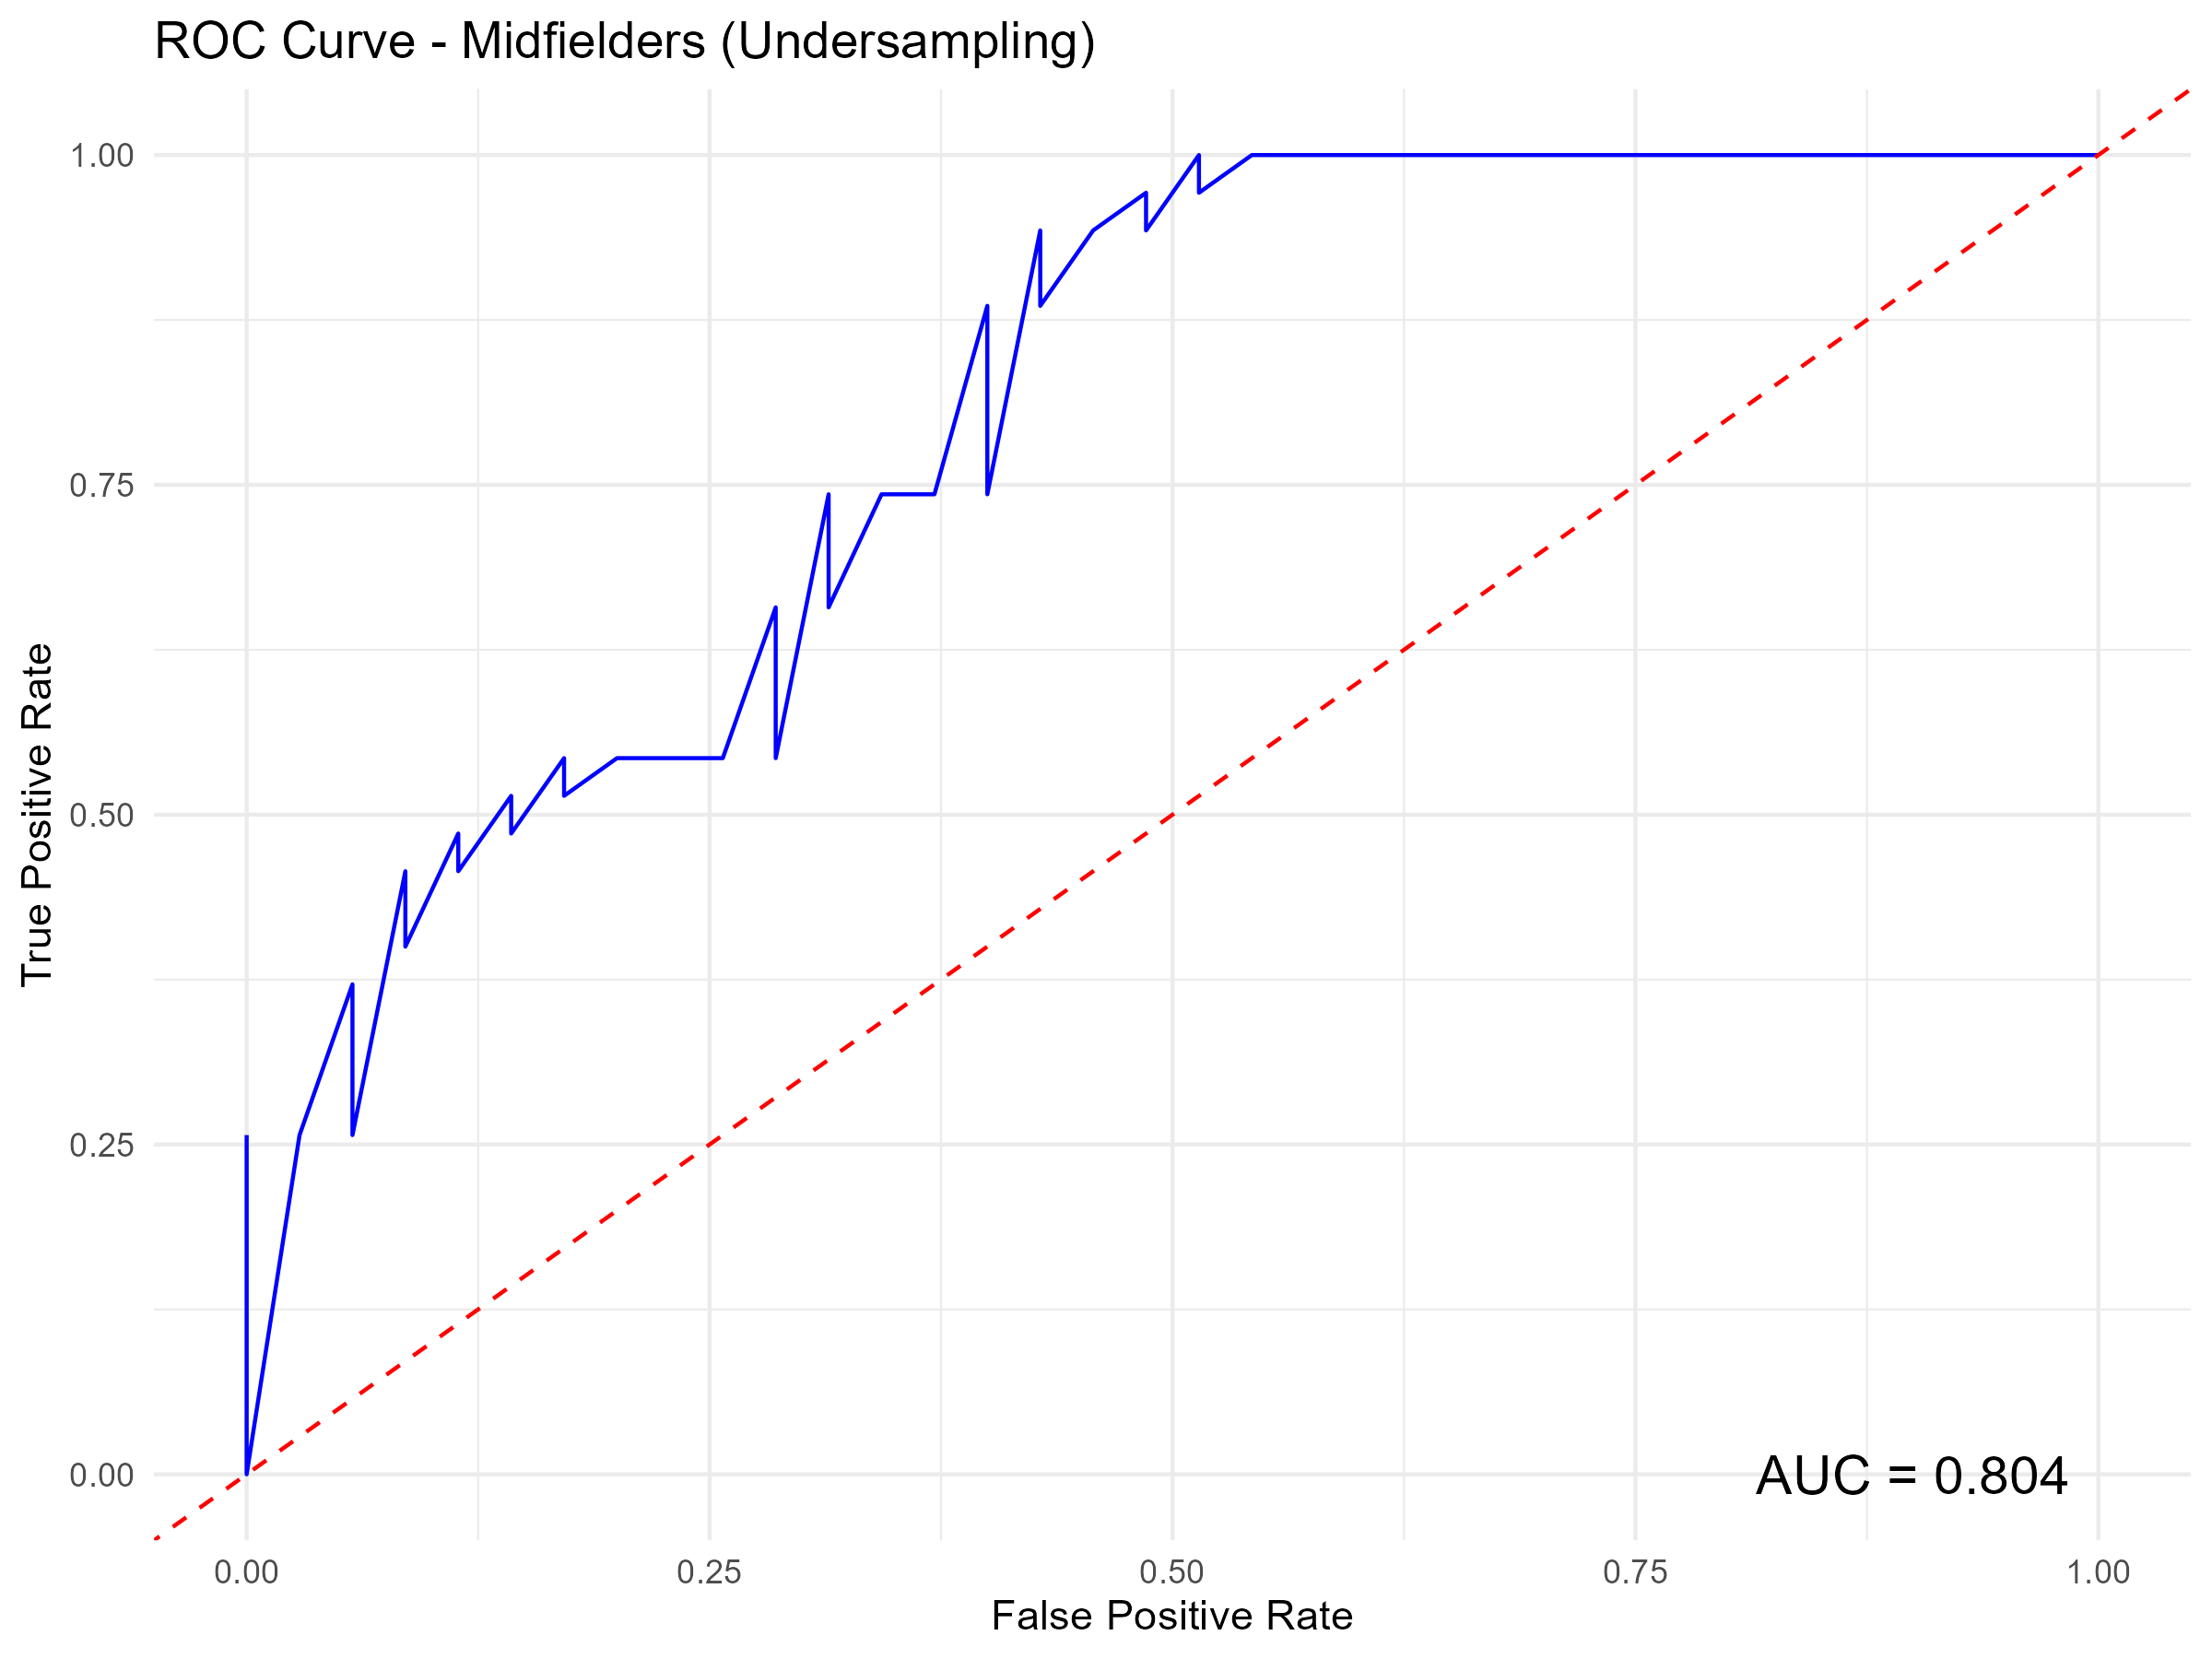 ROC Curve - Midfielders (Undersampling)
True Positive Rate
1.00
0.75
0.50
0.25
0.00
AUC = 0.804
0.00 0.25 0.50 0.75 1.00
False Positive Rate